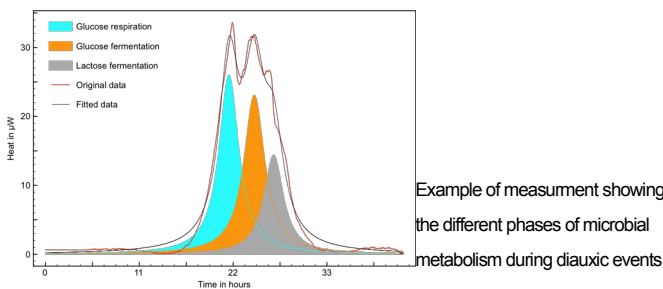 Glucose respiration
Glucose fermentation
Lactose fermentation
Original data
Fitted data
30
20
10
0
Heat in µW
0 11 22 33
Time in hours
Example of measurment showing
the different phases of microbial
metabolism during diauxic events